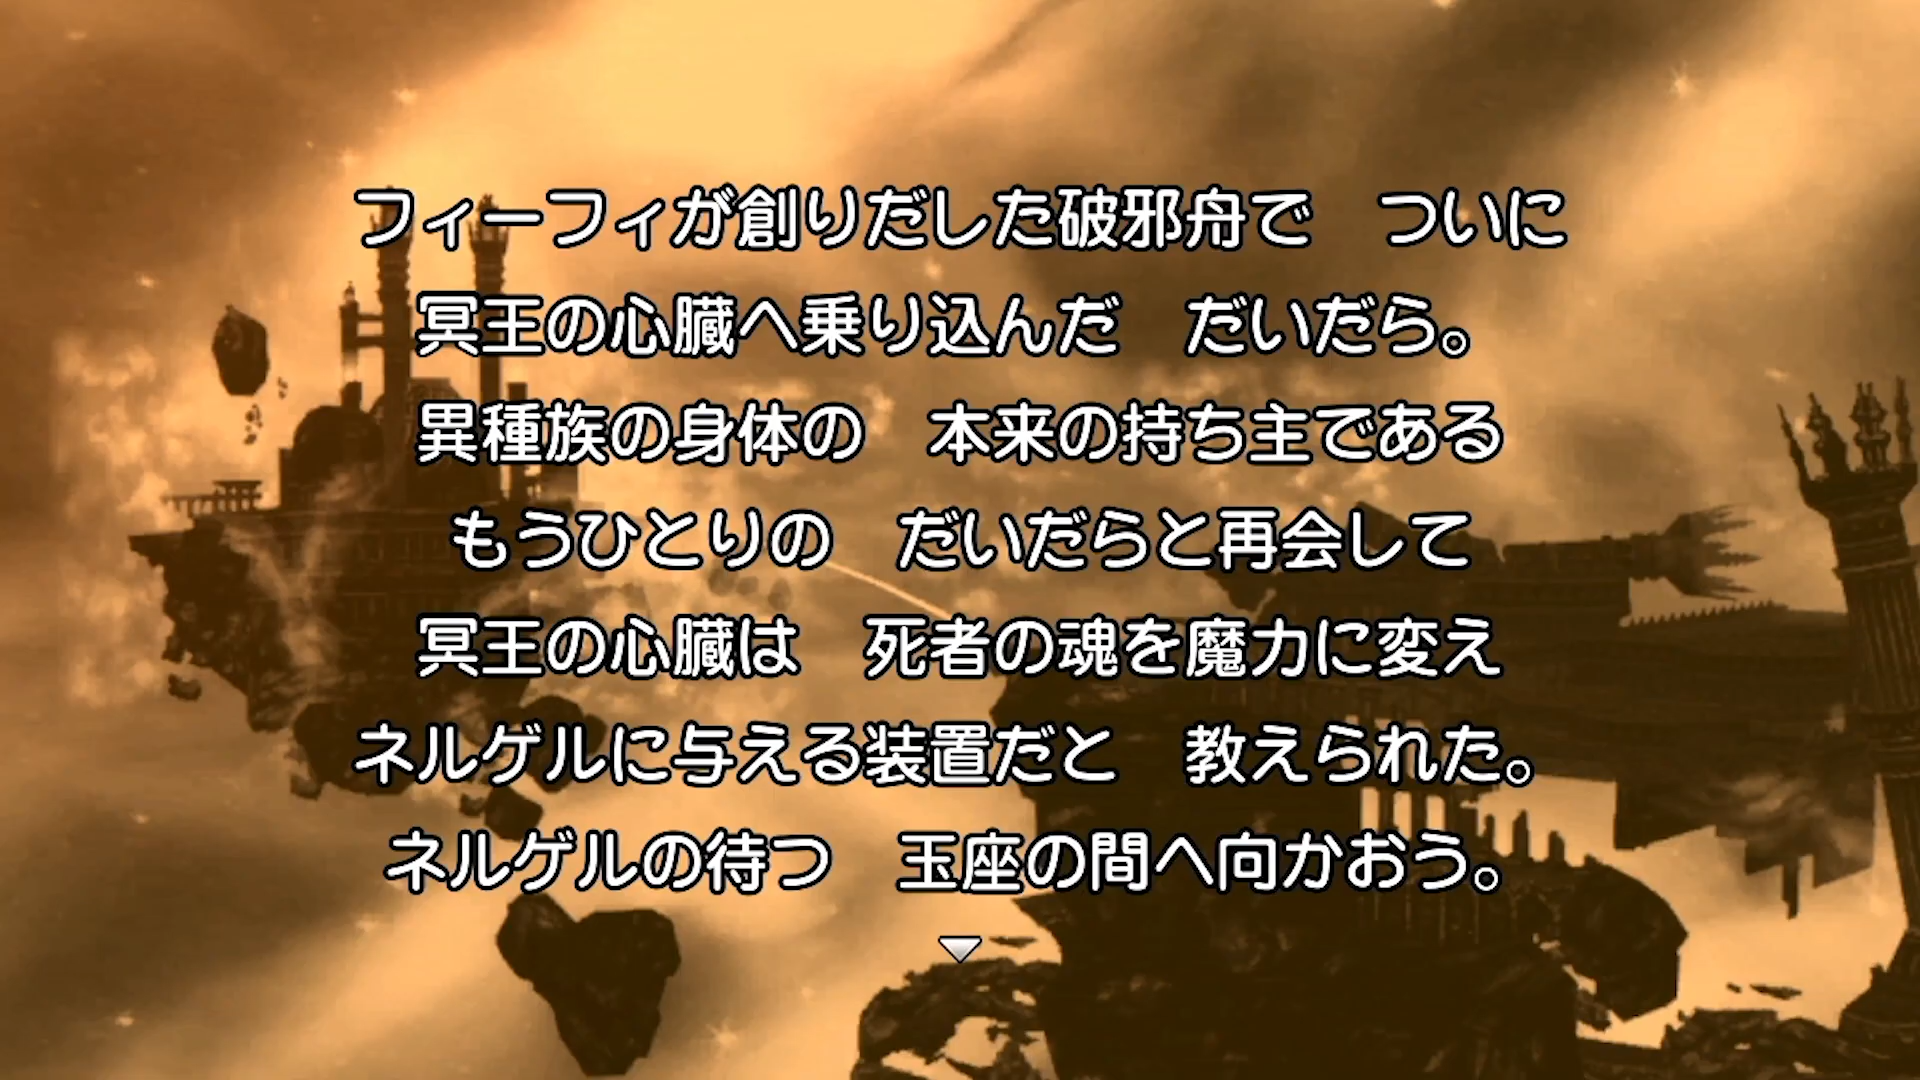 フィーフィが創りだした破邪舟で　ついに
冥王の心臓へ乗り込んだ　だいだら。
異種族の身体の　本来の持ち主である
もうひとりの　だいだらと再会して
冥王の心臓は　死者の魂を魔力に変え
ネルゲルに与える装置だと　教えられた。
ネルゲルの待つ　玉座の間へ向かおう。